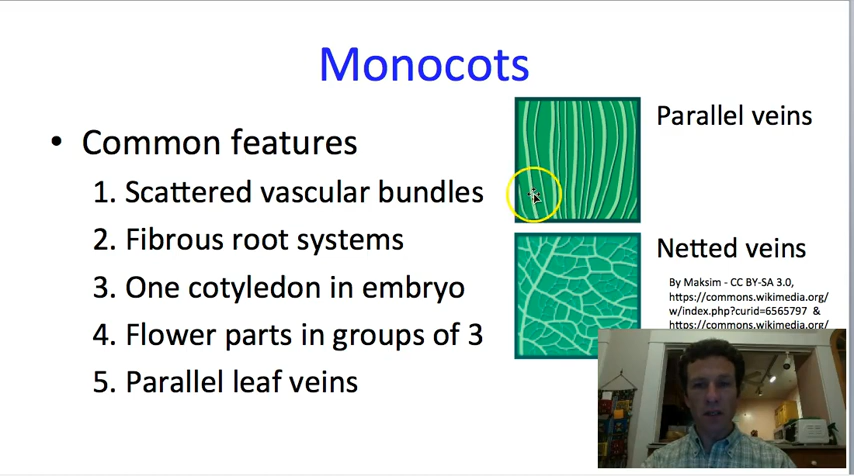 Monocots
• Common features
1. Scattered vascular bundles
2. Fibrous root systems
3. One cotyledon in embryo
4. Flower parts in groups of 3
5. Parallel leaf veins
Parallel veins
Netted veins
By Maksim - CC BY-SA 3.0,
https://commons.wikimedia.org/
w/index.php?curid=6565797 &
https://commons.wikimedia.org/